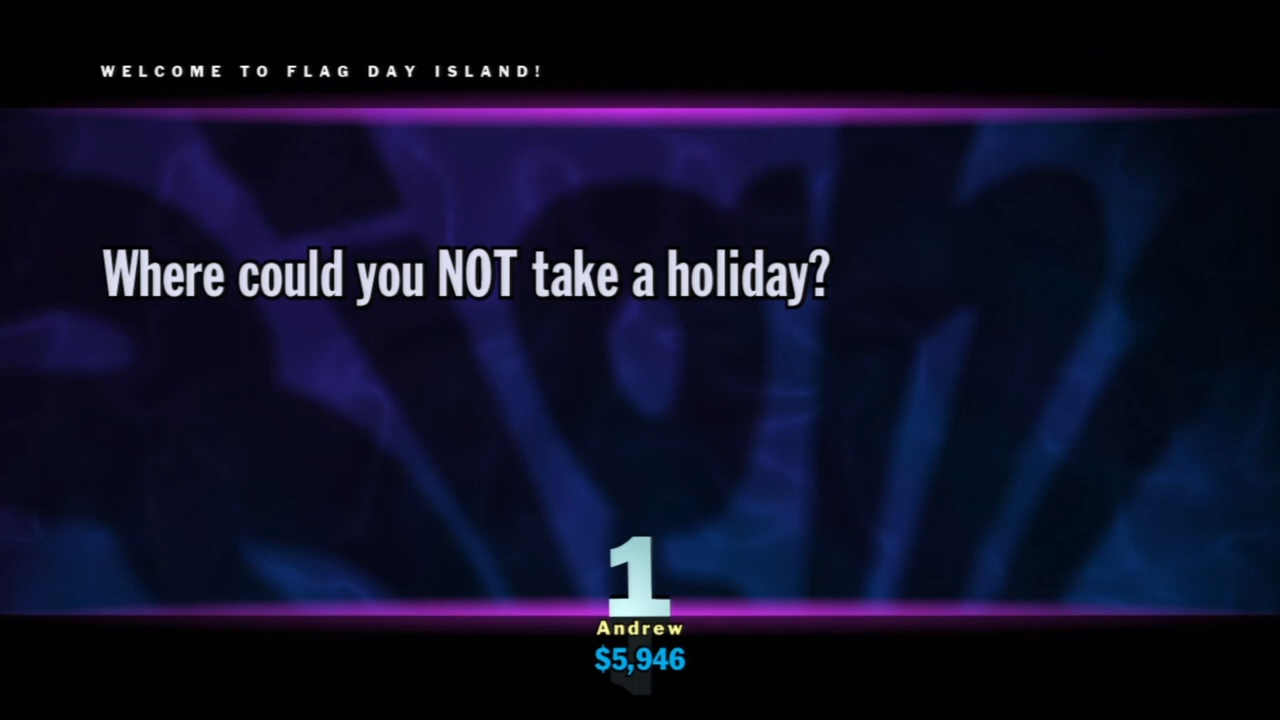 WELCOME TO FLAG DAY ISLAND!
Where could you NOT take a holiday?
1
Andrew
$5,946